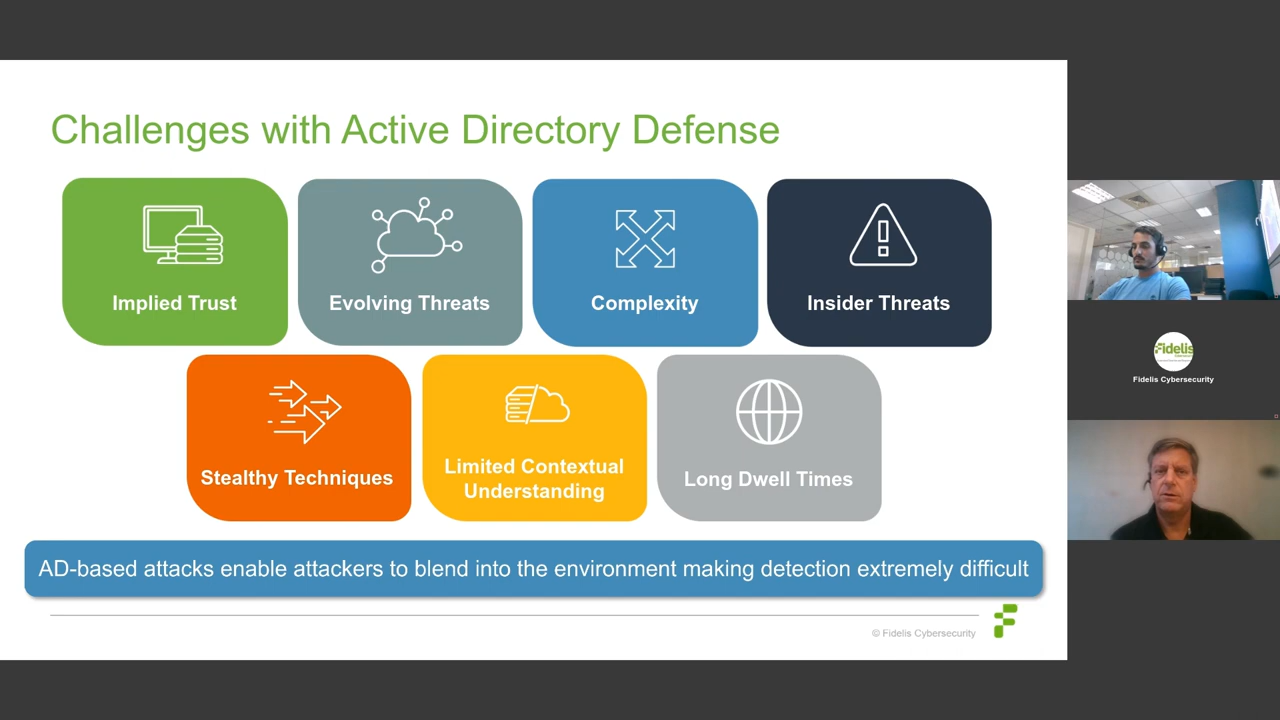 Challenges with Active Directory Defense
Implied Trust
Evolving Threats
Complexity
Insider Threats
Stealthy Techniques
Limited Contextual
Understanding
Long Dwell Times
AD-based attacks enable attackers to blend into the environment making detection extremely difficult
© Fidelis Cybersecurity
Fidelis
Fidelis Cybersecurity